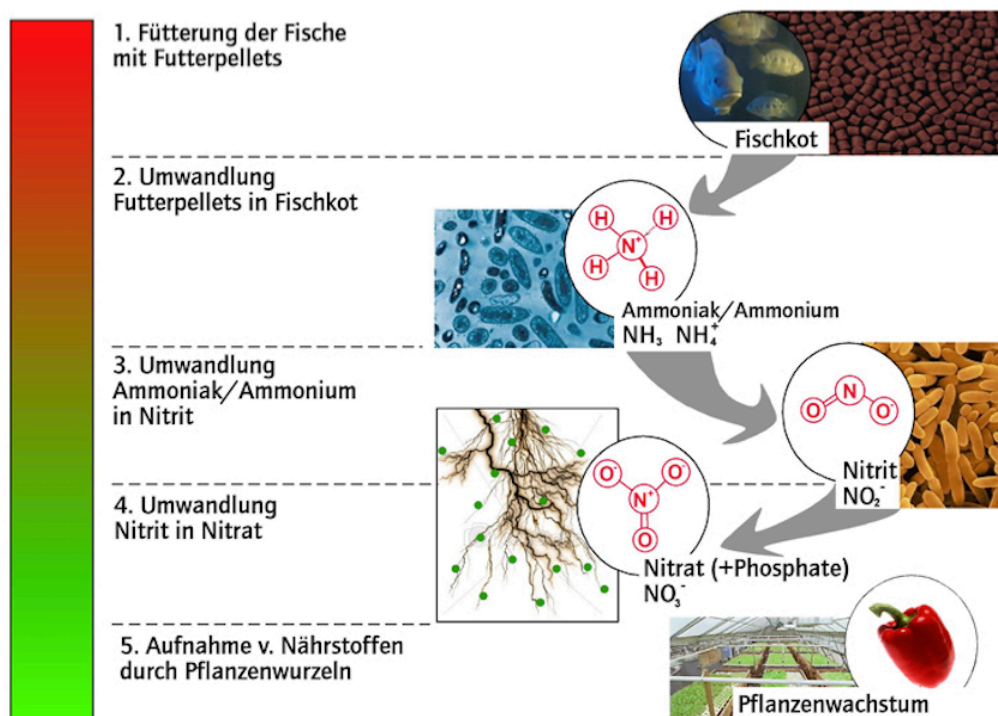 1. Fütterung der Fische
mit Futterpellets
Fischkot
2. Umwandlung
Futterpellets in Fischkot
H
H
N⁺
H
H
Ammoniak/Ammonium
NH₃ NH₄⁺
3. Umwandlung
Ammoniak/Ammonium
in Nitrit
N
O
O⁻
Nitrit
NO₂⁻
4. Umwandlung
Nitrit in Nitrat
O⁻
O⁻
N⁺
O
Nitrat (+Phosphate)
NO₃⁻
5. Aufnahme v. Nährstoffen
durch Pflanzenwurzeln
Pflanzenwachstum